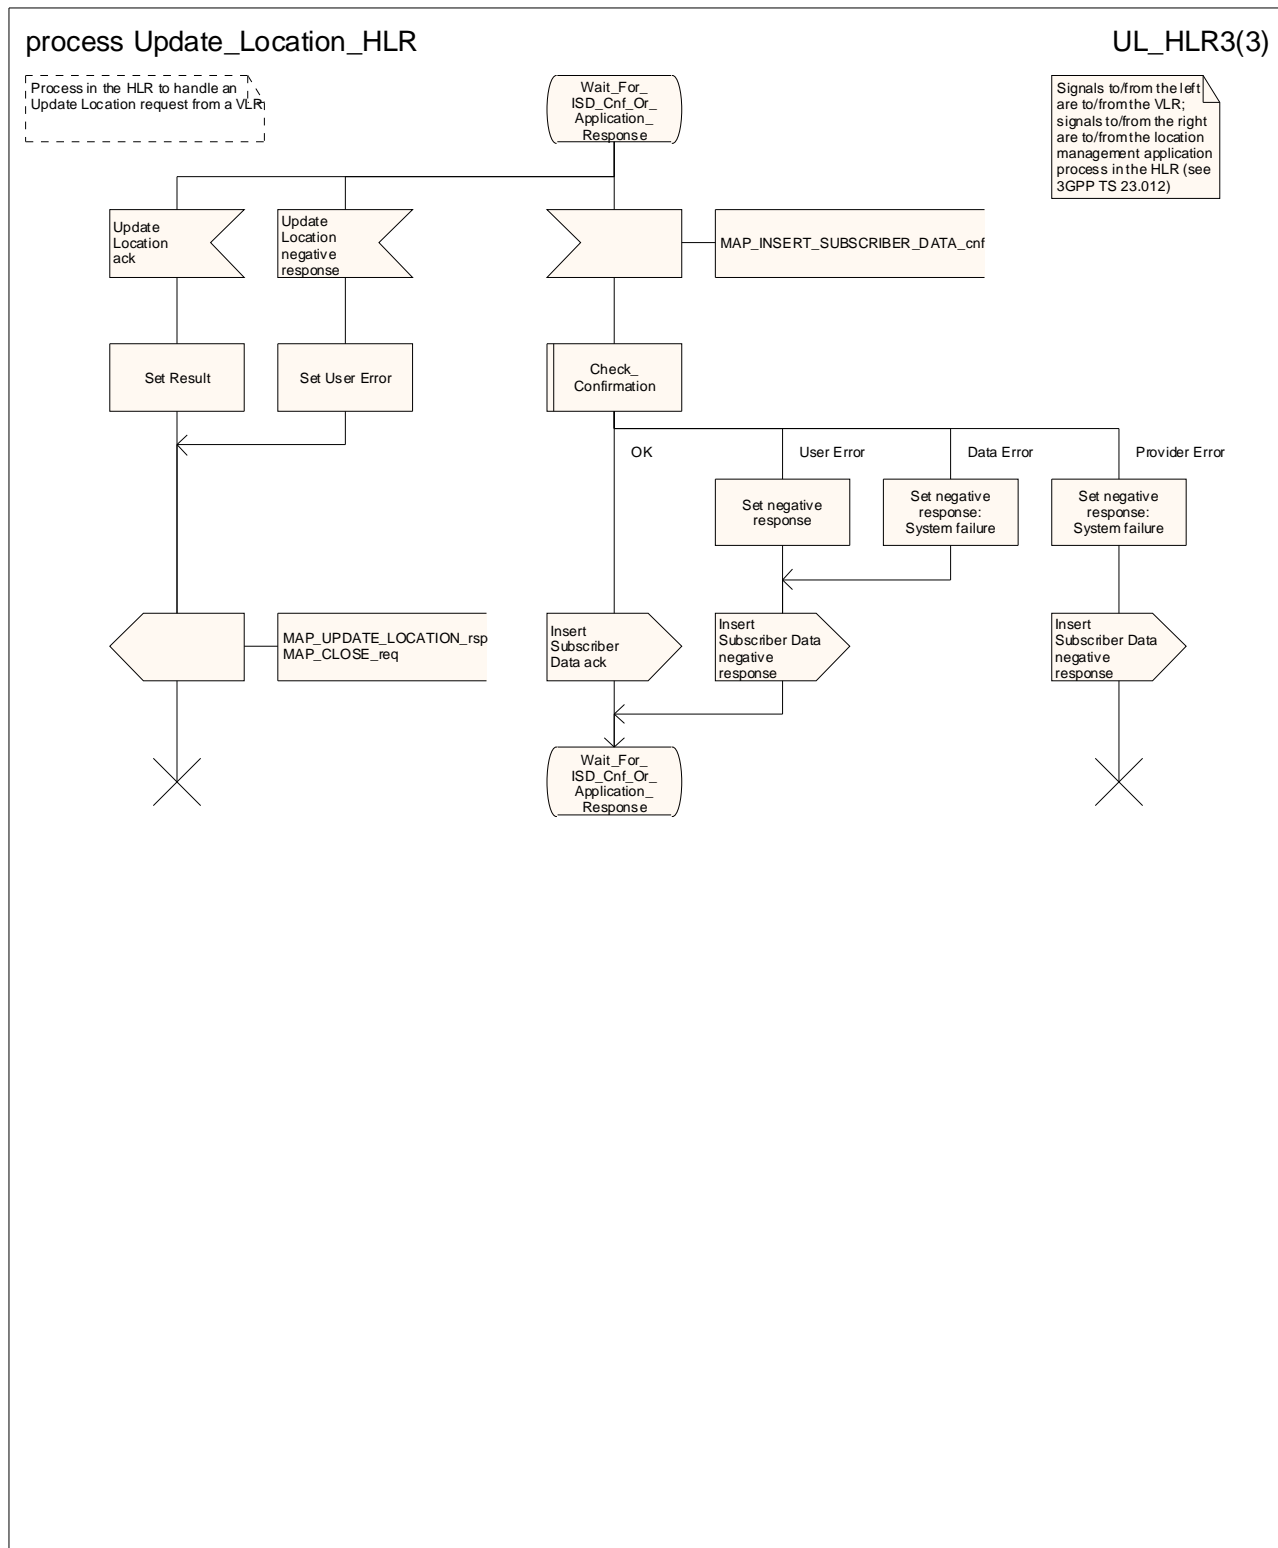 process Update_Location_HLR
UL_HLR3(3)
Process in the HLR to handle an
Update Location request from a VLR
Wait_For_
ISD_Cnf_Or_
Application_
Response
Signals to/from the left
are to/from the VLR;
signals to/from the right
are to/from the location
management application
process in the HLR (see
3GPP TS 23.012)
Update
Location
ack
Update
Location
negative
response
MAP_INSERT_SUBSCRIBER_DATA_cnf
Set Result
Set User Error
Check_
Confirmation
OK
User Error
Data Error
Provider Error
Set negative
response
Set negative
response:
System failure
Set negative
response:
System failure
MAP_UPDATE_LOCATION_rsp
MAP_CLOSE_req
Insert
Subscriber
Data ack
Insert
Subscriber Data
negative
response
Insert
Subscriber Data
negative
response
Wait_For_
ISD_Cnf_Or_
Application_
Response